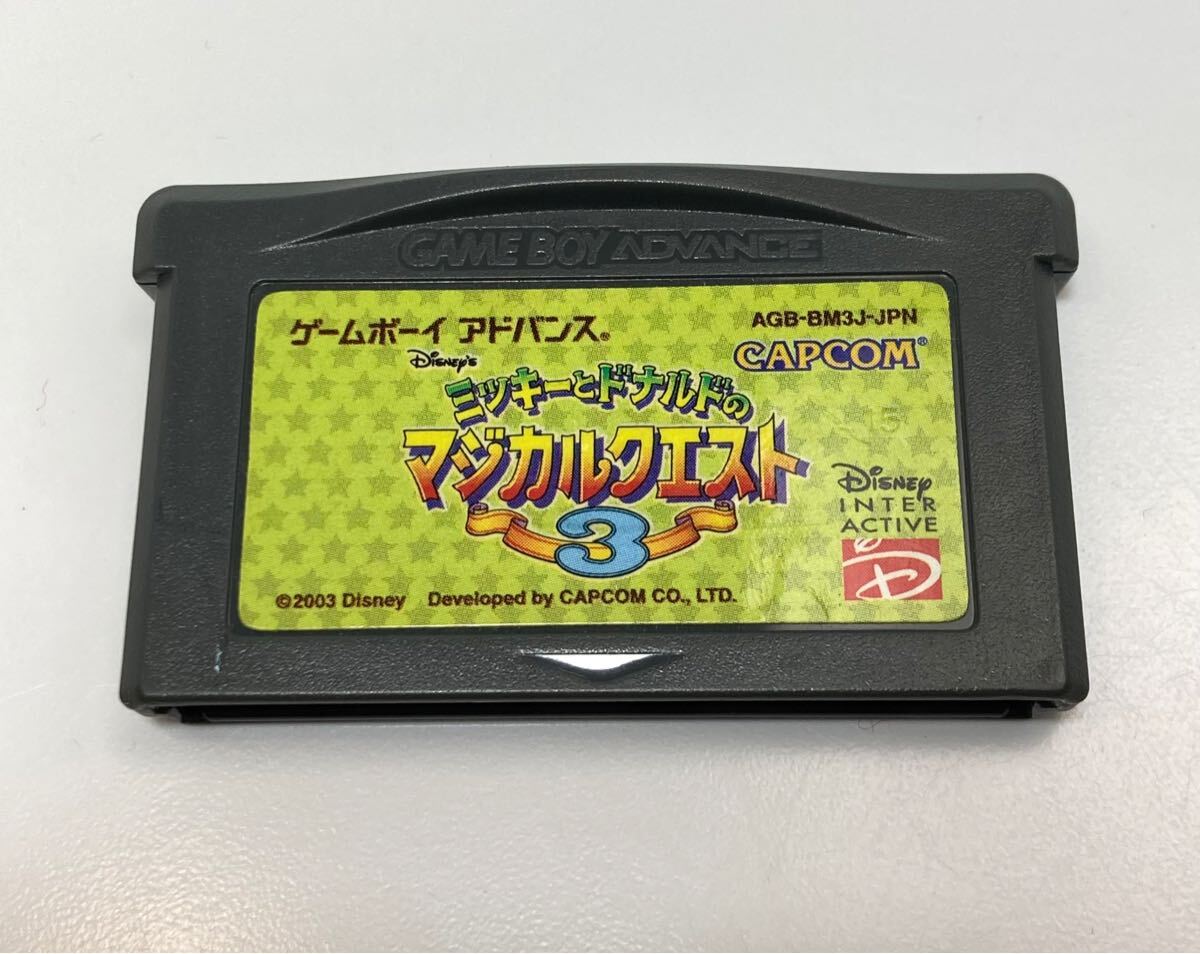 GAME BOY ADVANCE
ゲームボーイ アドバンス®
AGB-BM3J-JPN
CAPCOM®
Disney's
ミッキーとドナルドの
マジカルクエスト
3
Disney
INTER
ACTIVE
D
©2003 Disney Developed by CAPCOM CO., LTD.